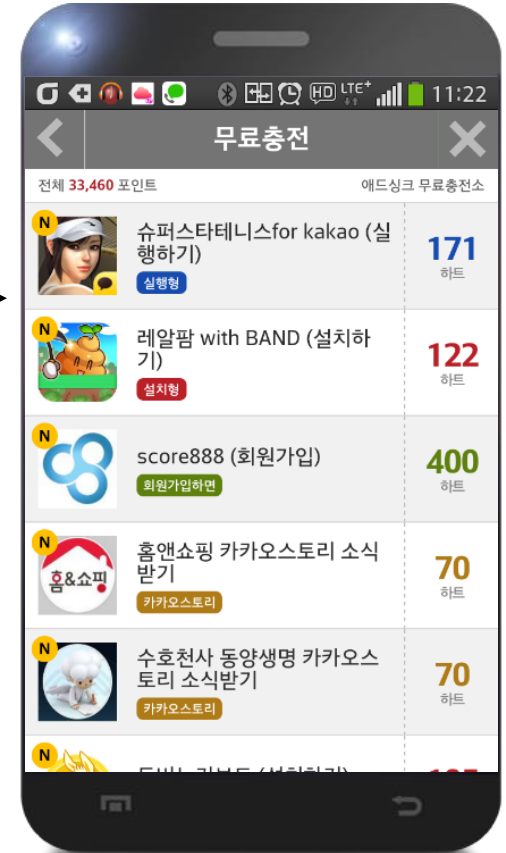 HD LTE+ 11:22
무료충전
전체 33,460 포인트 애드싱크 무료충전소
N
슈퍼스타테니스for kakao (실
행하기)
실행형
171
하트
N
레알팜 with BAND (설치하
기)
설치형
122
하트
N
score888 (회원가입)
회원가입하면
400
하트
N
홈&쇼핑
홈앤쇼핑 카카오스토리 소식
받기
카카오스토리
70
하트
N
수호천사 동양생명 카카오스
토리 소식받기
카카오스토리
70
하트
N